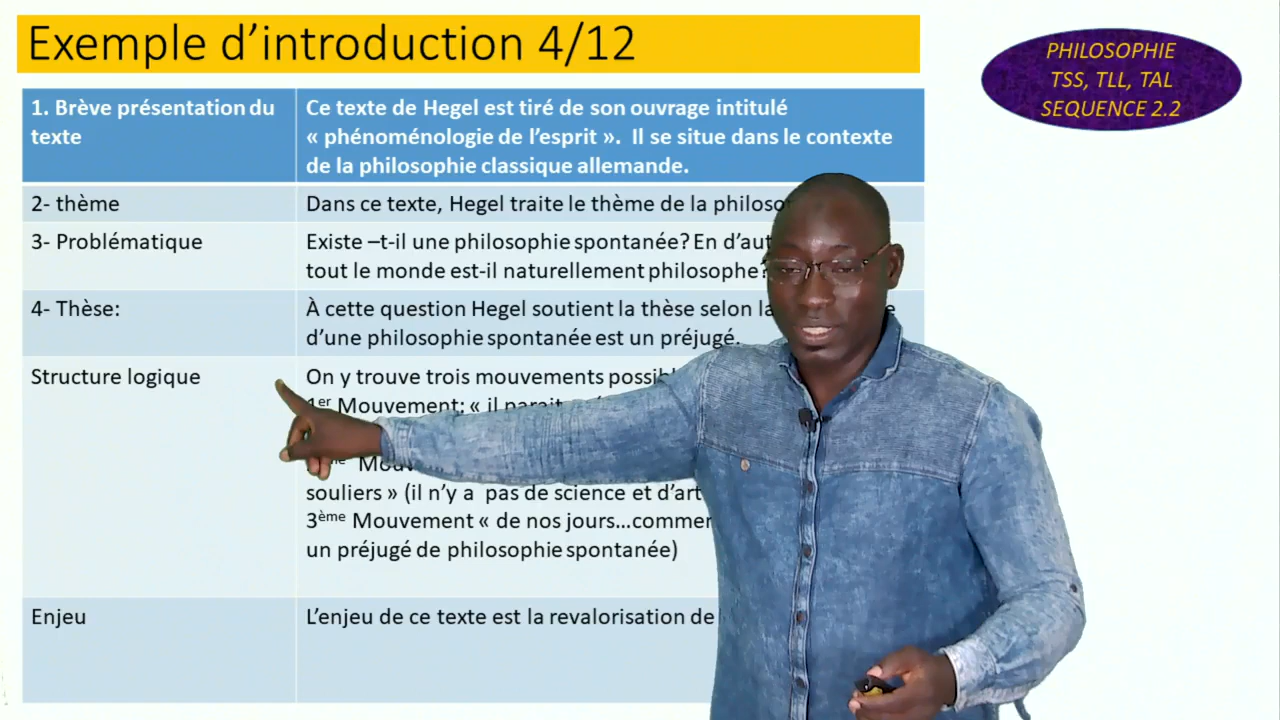 Exemple d’introduction 4/12
PHILOSOPHIE
TSS, TLL, TAL
SEQUENCE 2.2
1. Brève présentation du
texte
Ce texte de Hegel est tiré de son ouvrage intitulé
« phénoménologie de l’esprit ». Il se situe dans le contexte
de la philosophie classique allemande.
2- thème
Dans ce texte, Hegel traite le thème de la
3- Problématique
Existe –t-il une philosophie spontanée? En
tout le monde est-il naturellement philosophe?
4- Thèse:
À cette question Hegel soutient la thèse selon
d’une philosophie spontanée est un préjugé.
Structure logique
On y trouve trois mouvements
1er Mouvement: « il
souliers » (il n’y a pas de science et d’art
3ème Mouvement « de nos
un préjugé de philosophie spontanée)
Enjeu
L’enjeu de ce texte est la revalorisation de